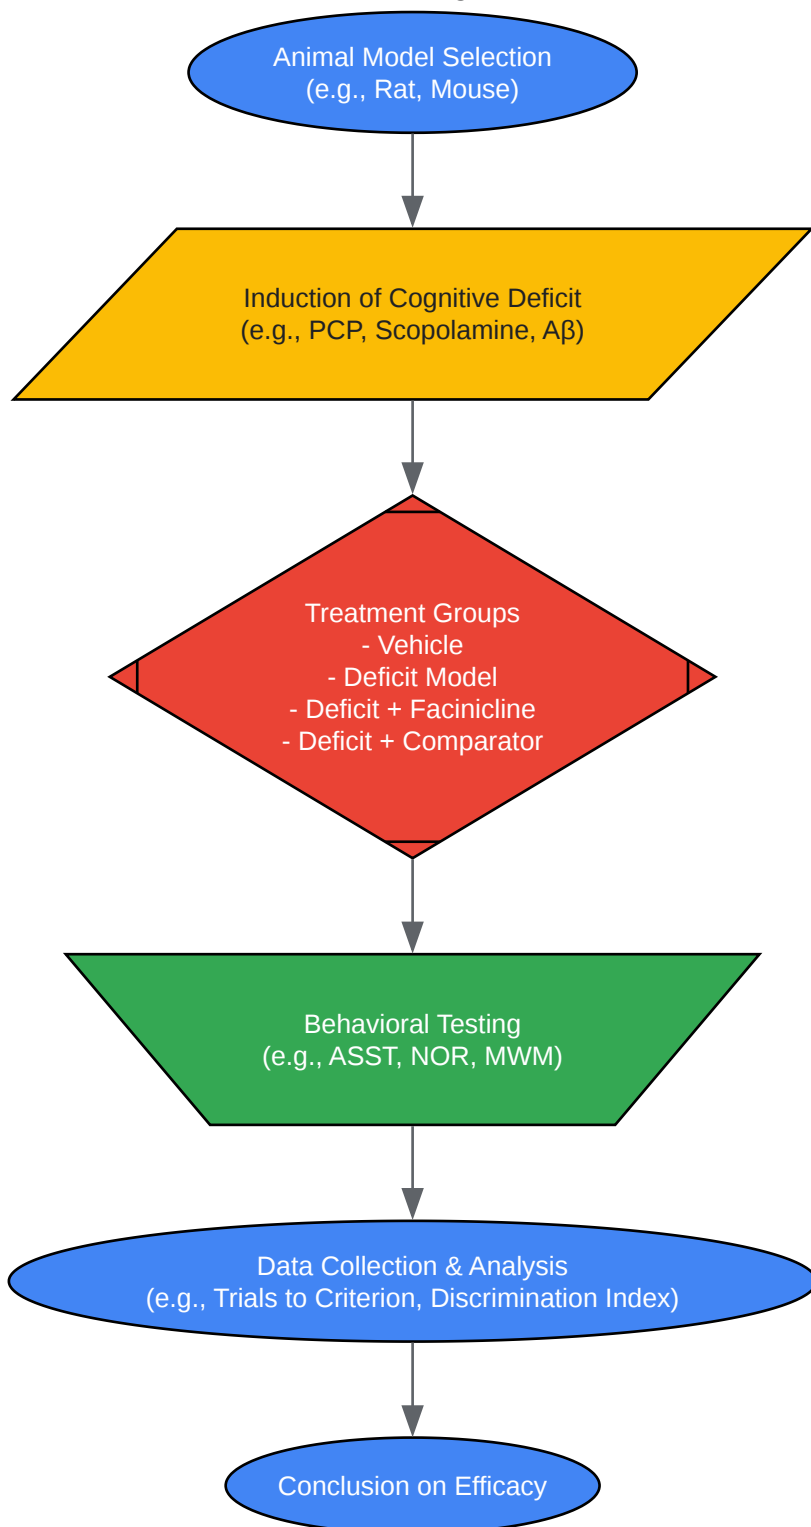 Animal Model Selection
(e.g., Rat, Mouse)
Induction of Cognitive Deficit
(e.g., PCP, Scopolamine, Aβ)
Treatment Groups
- Vehicle
- Deficit Model
- Deficit + Facinicline
- Deficit + Comparator
Behavioral Testing
(e.g., ASST, NOR, MWM)
Data Collection & Analysis
(e.g., Trials to Criterion, Discrimination Index)
Conclusion on Efficacy